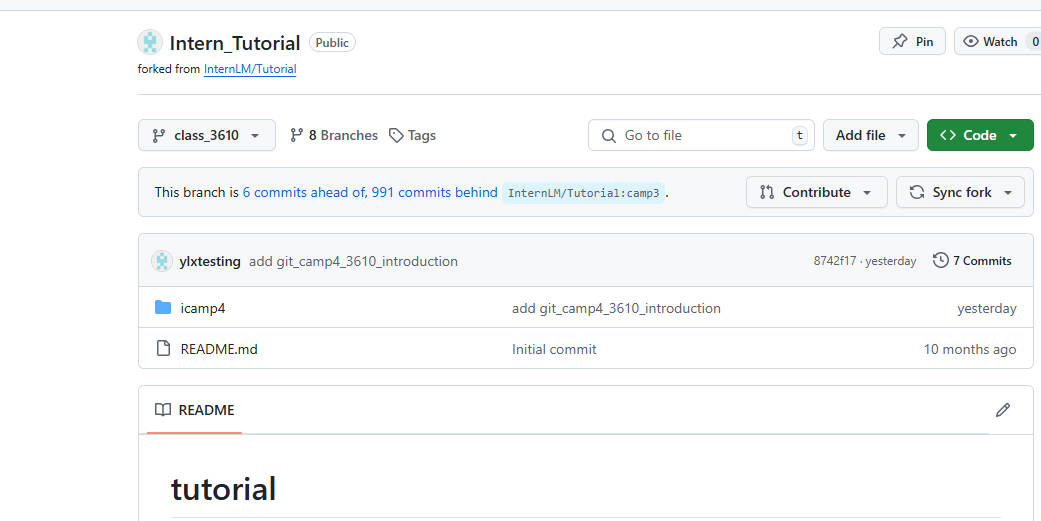 Intern_Tutorial Public Pin Watch 0
forked from InternLM/Tutorial
class_3610 8 Branches Tags Go to file t Add file Code
This branch is 6 commits ahead of, 991 commits behind InternLM/Tutorial:camp3 . Contribute Sync fork
ylxtesting add git_camp4_3610_introduction 8742f17 · yesterday 7 Commits
icamp4 add git_camp4_3610_introduction yesterday
README.md Initial commit 10 months ago
README
tutorial